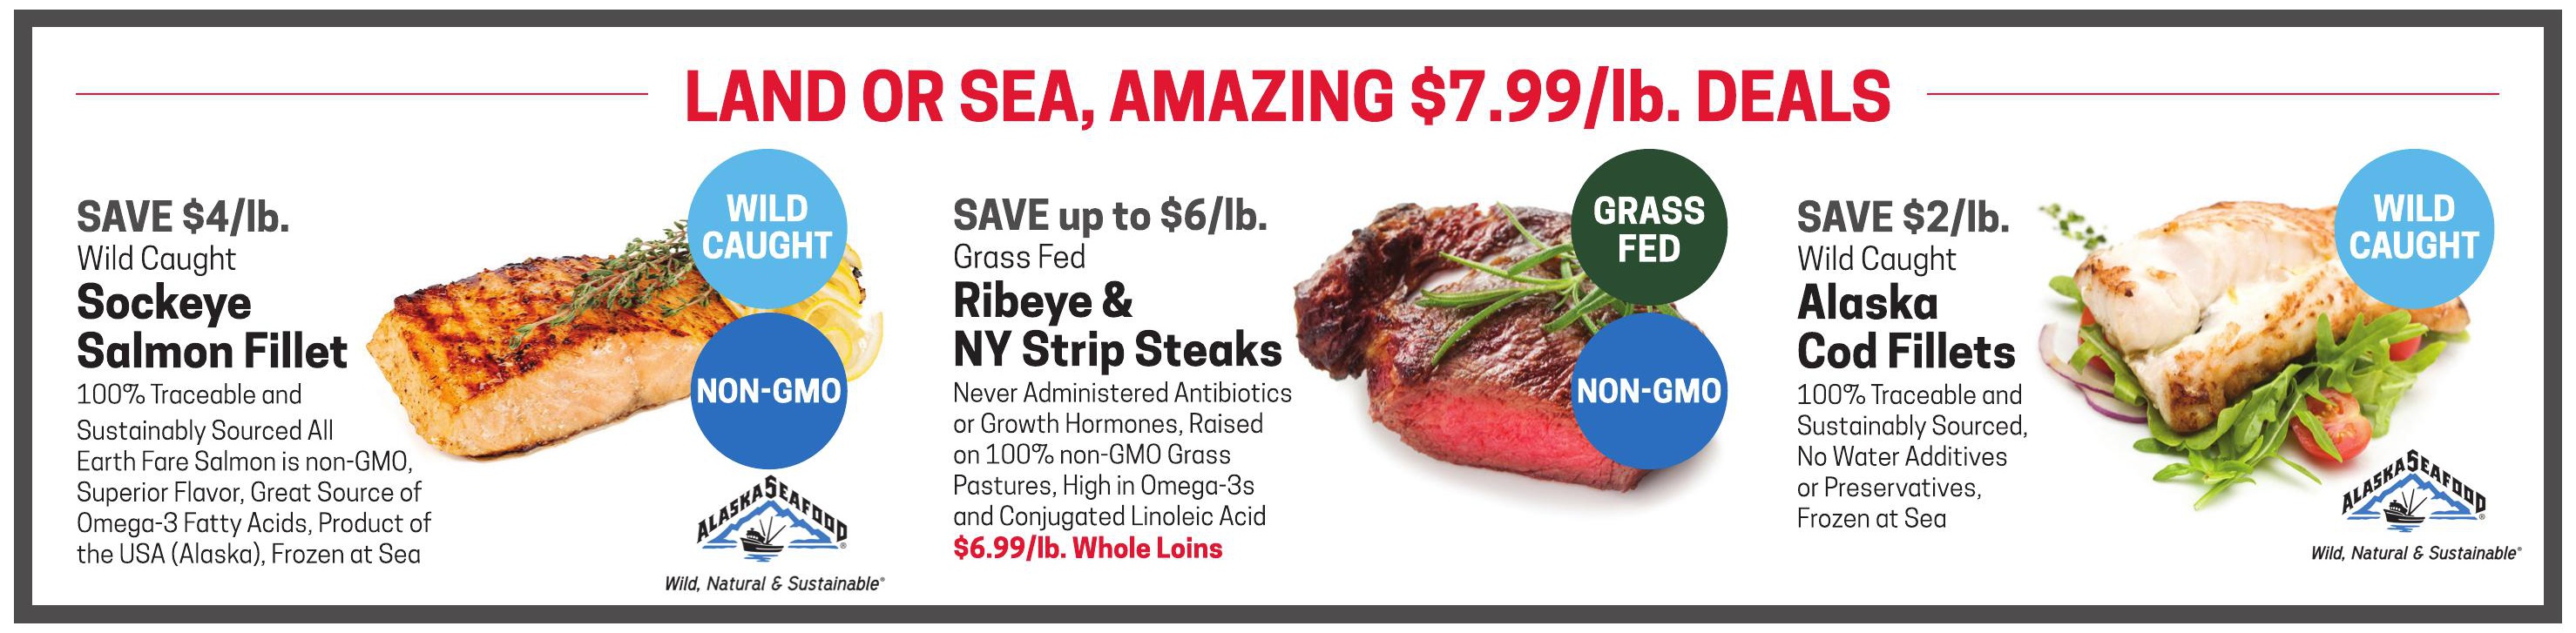 LAND OR SEA, AMAZING $7.99/lb. DEALS
SAVE $4/lb.
Wild Caught
Sockeye
Salmon Fillet
100% Traceable and
Sustainably Sourced All
Earth Fare Salmon is non-GMO,
Superior Flavor, Great Source of
Omega-3 Fatty Acids, Product of
the USA (Alaska), Frozen at Sea
WILD
CAUGHT
NON-GMO
ALASKA SEAFOOD®
Wild, Natural & Sustainable®
SAVE up to $6/lb.
Grass Fed
Ribeye &
NY Strip Steaks
Never Administered Antibiotics
or Growth Hormones, Raised
on 100% non-GMO Grass
Pastures, High in Omega-3s
and Conjugated Linoleic Acid
$6.99/lb. Whole Loins
GRASS
FED
NON-GMO
SAVE $2/lb.
Wild Caught
Alaska
Cod Fillets
100% Traceable and
Sustainably Sourced,
No Water Additives
or Preservatives,
Frozen at Sea
WILD
CAUGHT
ALASKA SEAFOOD®
Wild, Natural & Sustainable®